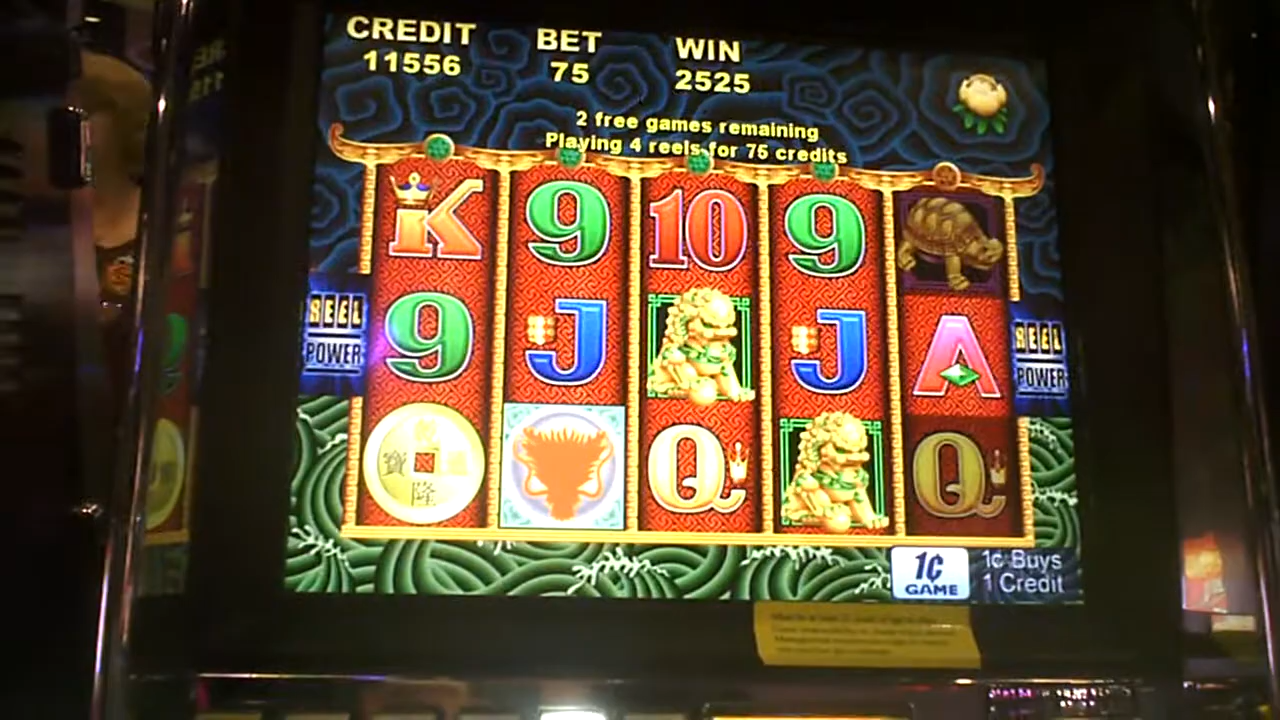 CREDIT BET WIN
11556 75 2525
2 free games remaining
Playing 4 reels for 75 credits
K 9 10 9
REEL POWER
9 J J A
REEL POWER
隆
Q Q
1¢ GAME
1¢ Buys
1 Credit